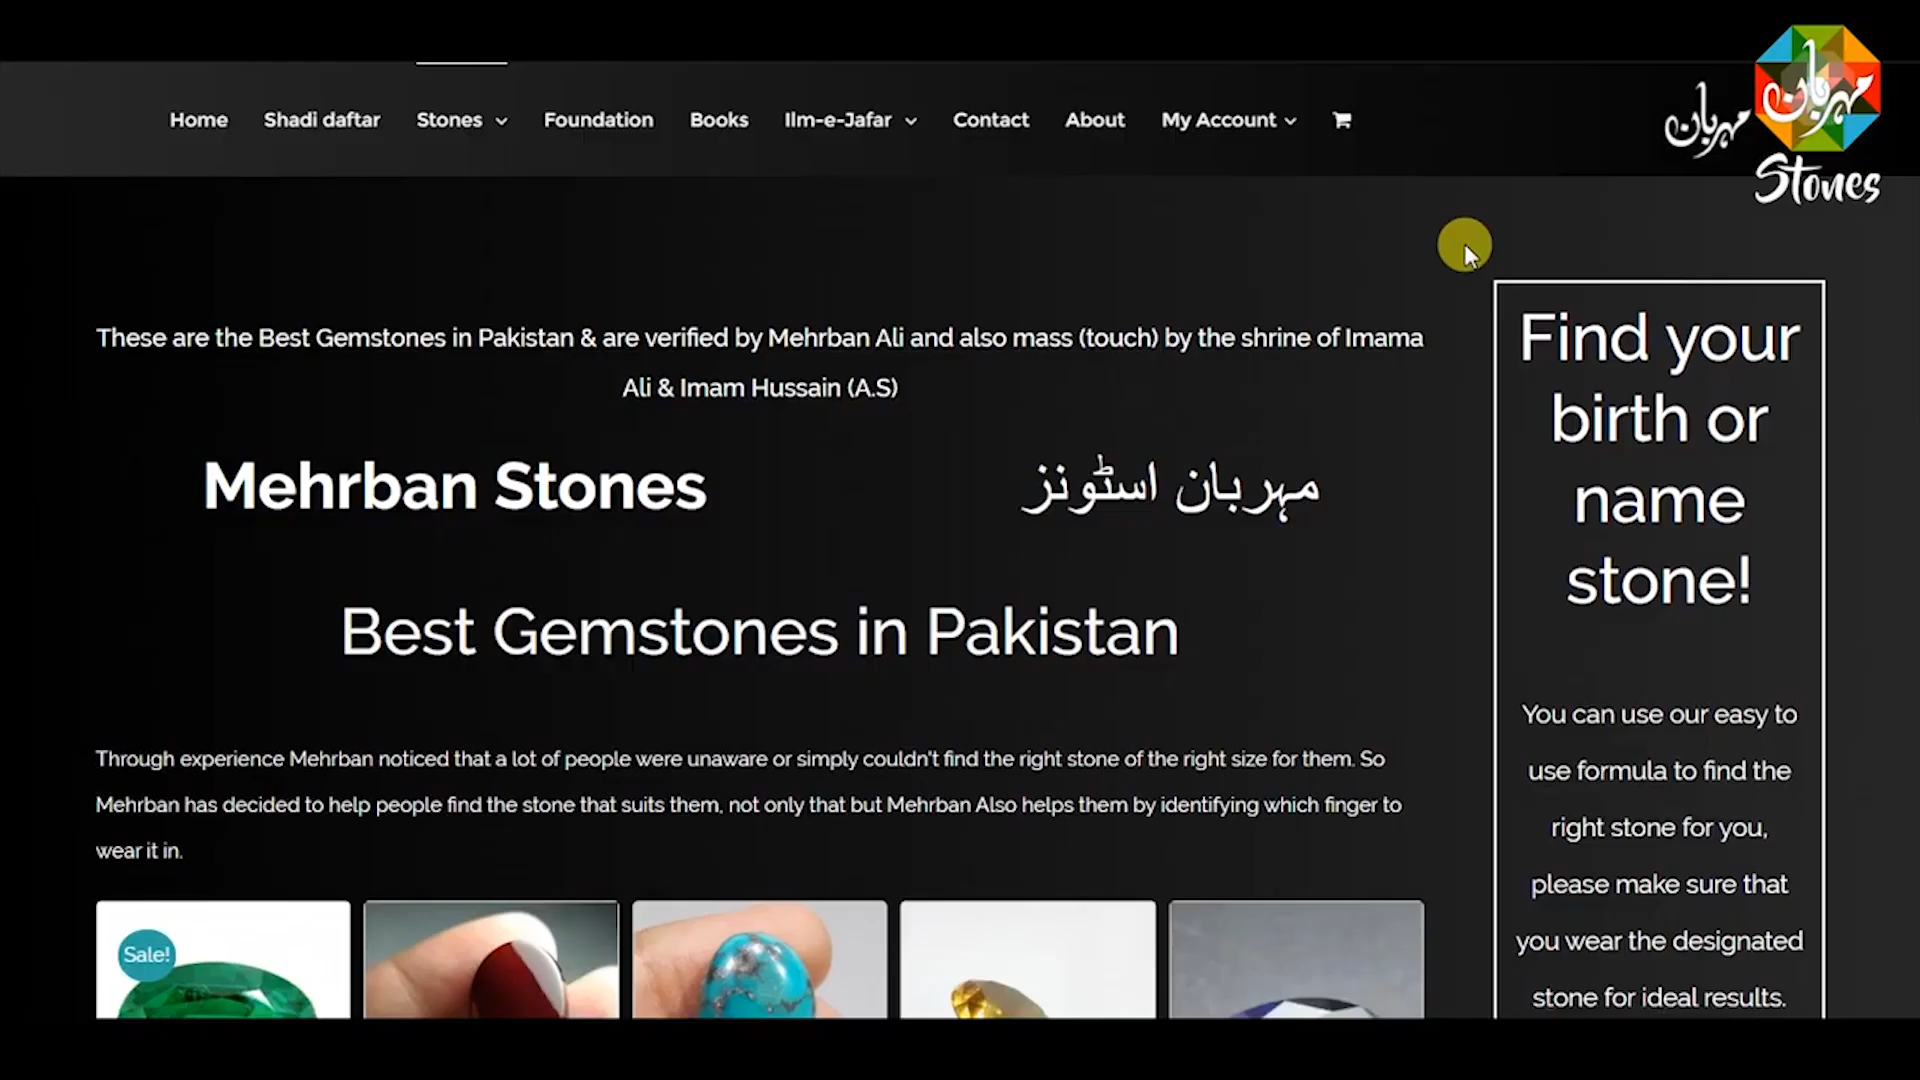 Home Shadi daftar Stones Foundation Books Ilm-e-Jafar Contact About My Account
مہربان
مہربان
Stones
These are the Best Gemstones in Pakistan & are verified by Mehrban Ali and also mass (touch) by the shrine of Imama
Ali & Imam Hussain (A.S)
Mehrban Stones
مہربان اسٹونز
Best Gemstones in Pakistan
Through experience Mehrban noticed that a lot of people were unaware or simply couldn't find the right stone of the right size for them. So
Mehrban has decided to help people find the stone that suits them, not only that but Mehrban Also helps them by identifying which finger to
wear it in.
Sale!
Find your
birth or
name
stone!
You can use our easy to
use formula to find the
right stone for you,
please make sure that
you wear the designated
stone for ideal results.